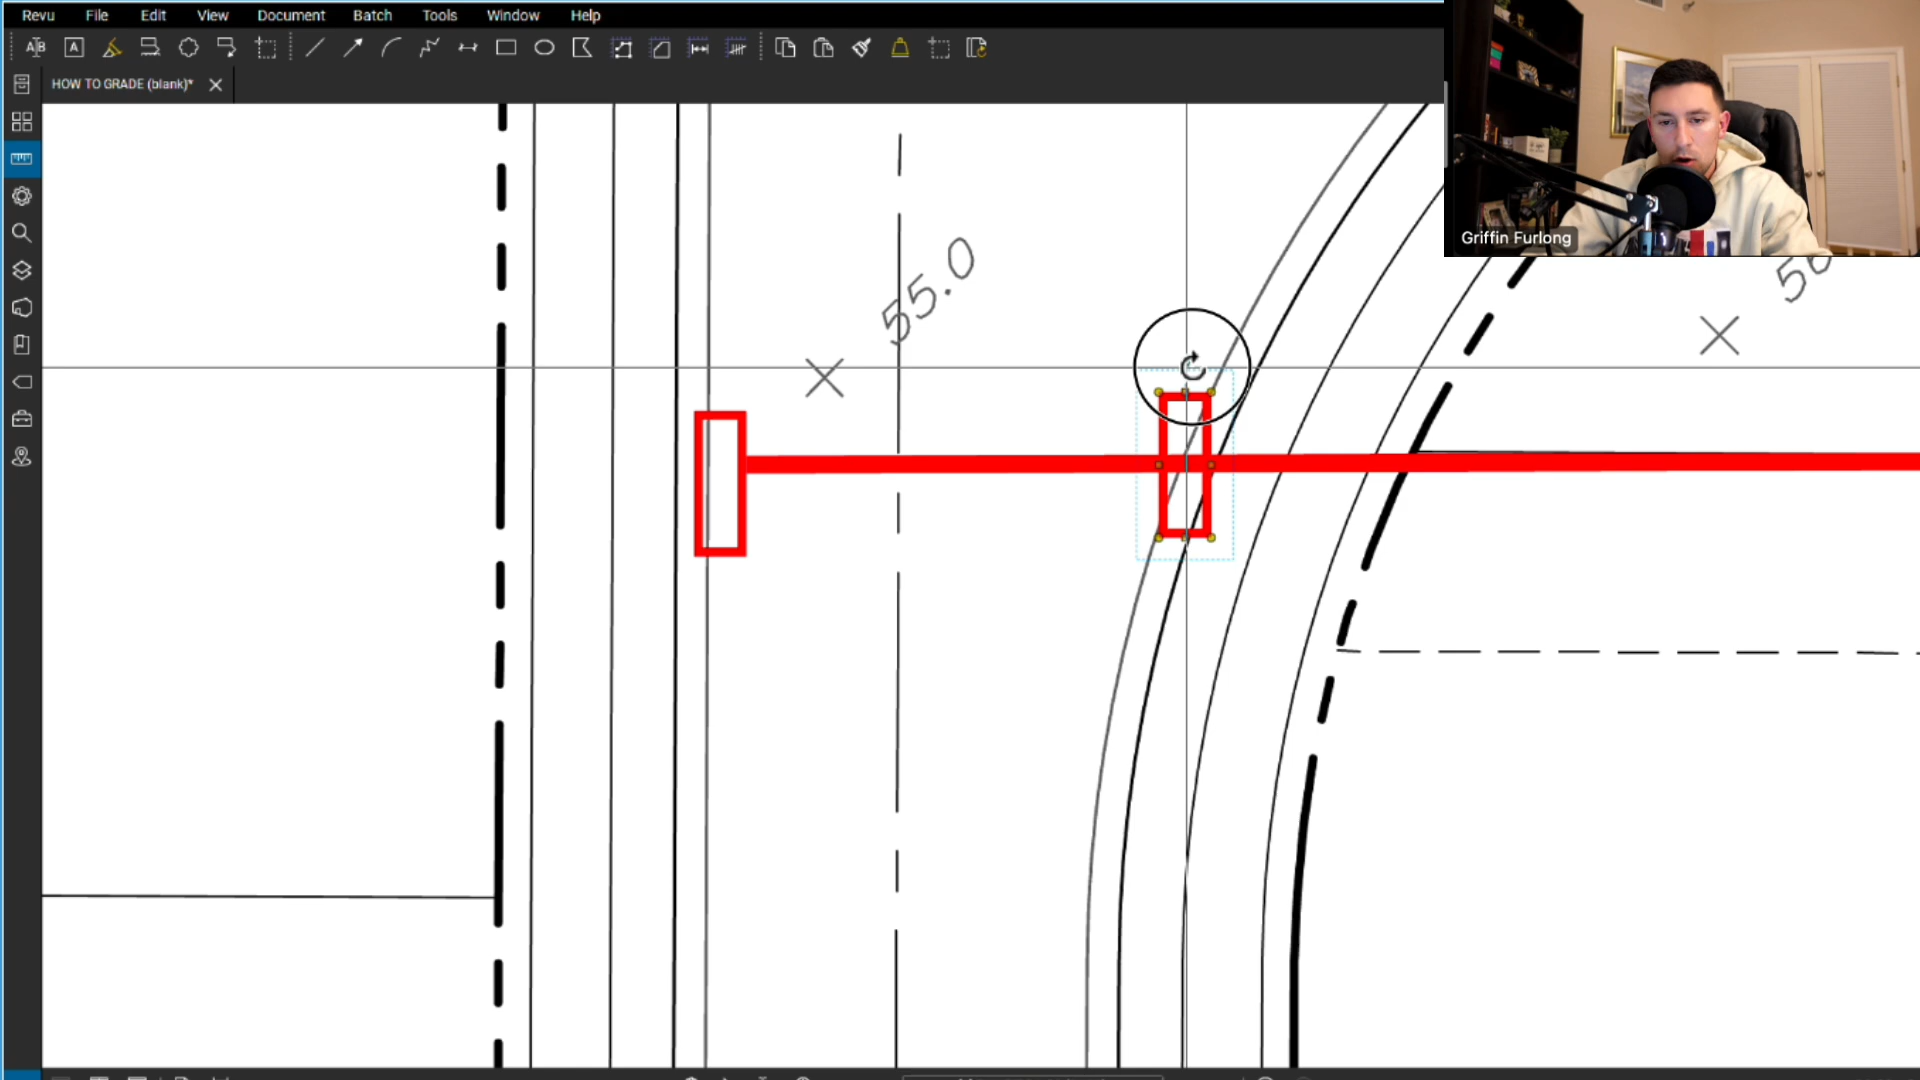 Revu File Edit View Document Batch Tools Window Help
HOW TO GRADE (blank)*
Griffin Furlong
55.0